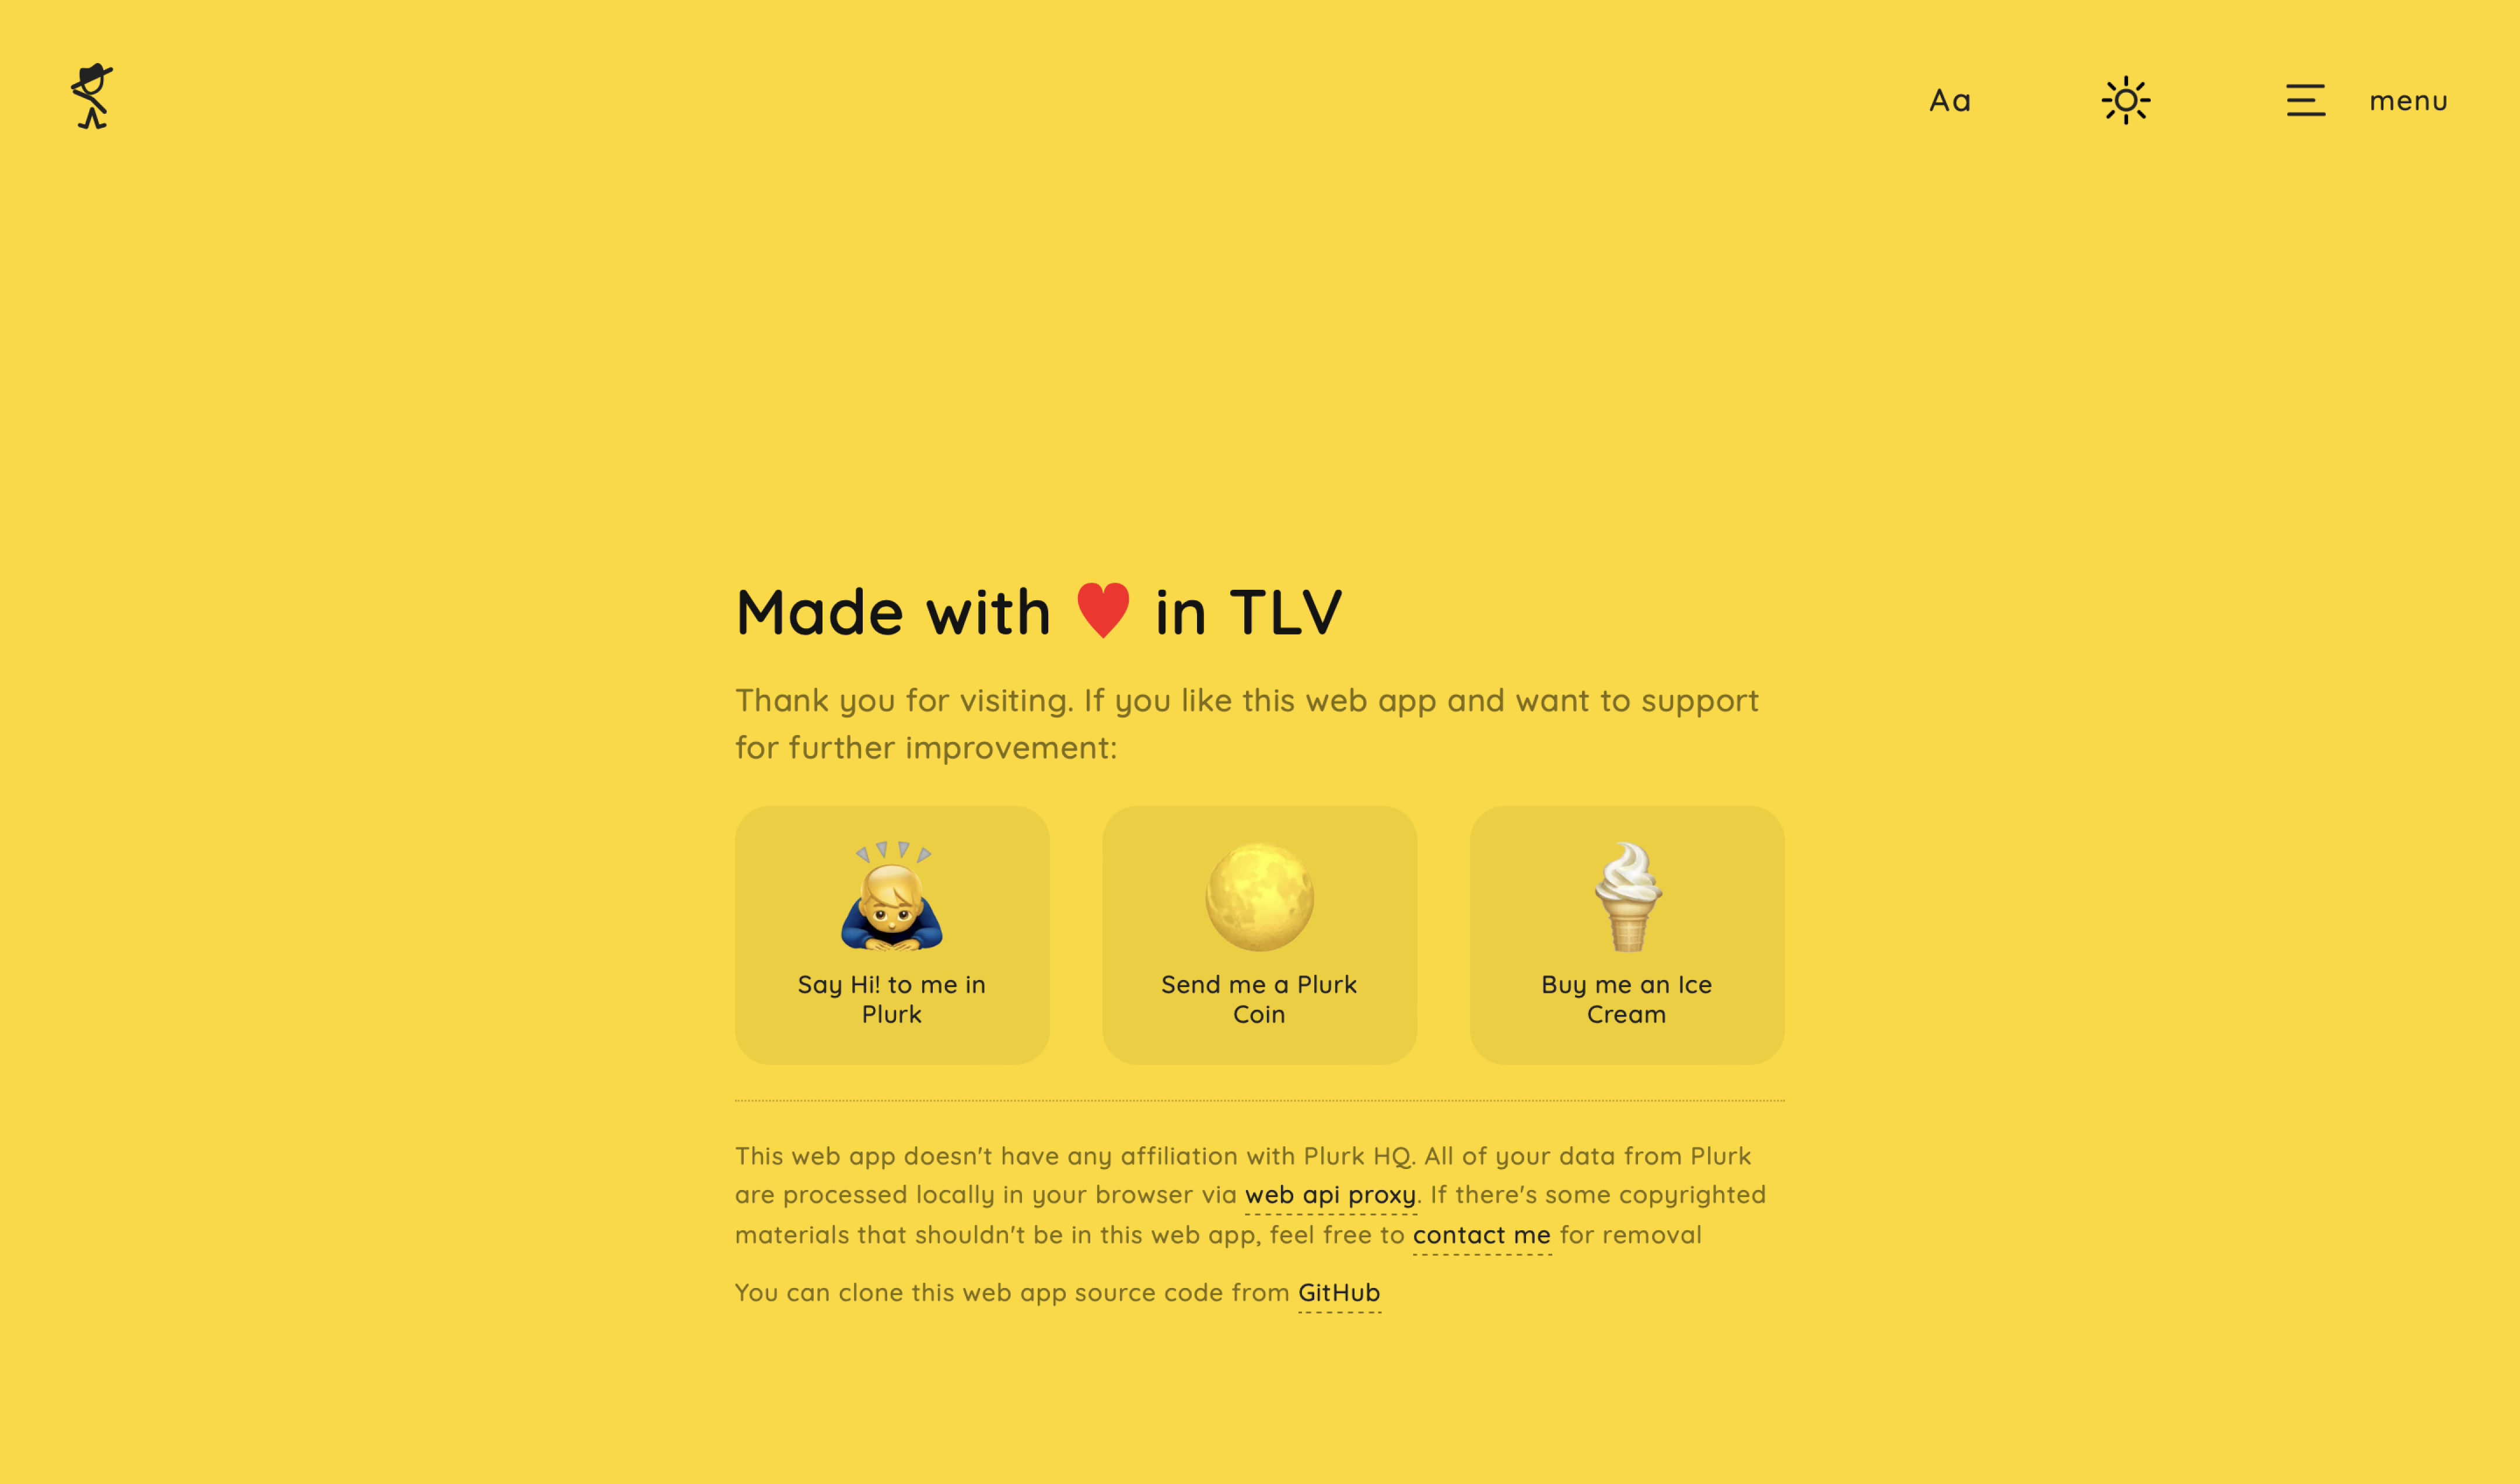 Aa
menu
Made with ❤️ in TLV
Thank you for visiting. If you like this web app and want to support
for further improvement:
Say Hi! to me in
Plurk
Send me a Plurk
Coin
Buy me an Ice
Cream
This web app doesn't have any affiliation with Plurk HQ. All of your data from Plurk
are processed locally in your browser via web api proxy. If there's some copyrighted
materials that shouldn't be in this web app, feel free to contact me for removal
You can clone this web app source code from GitHub